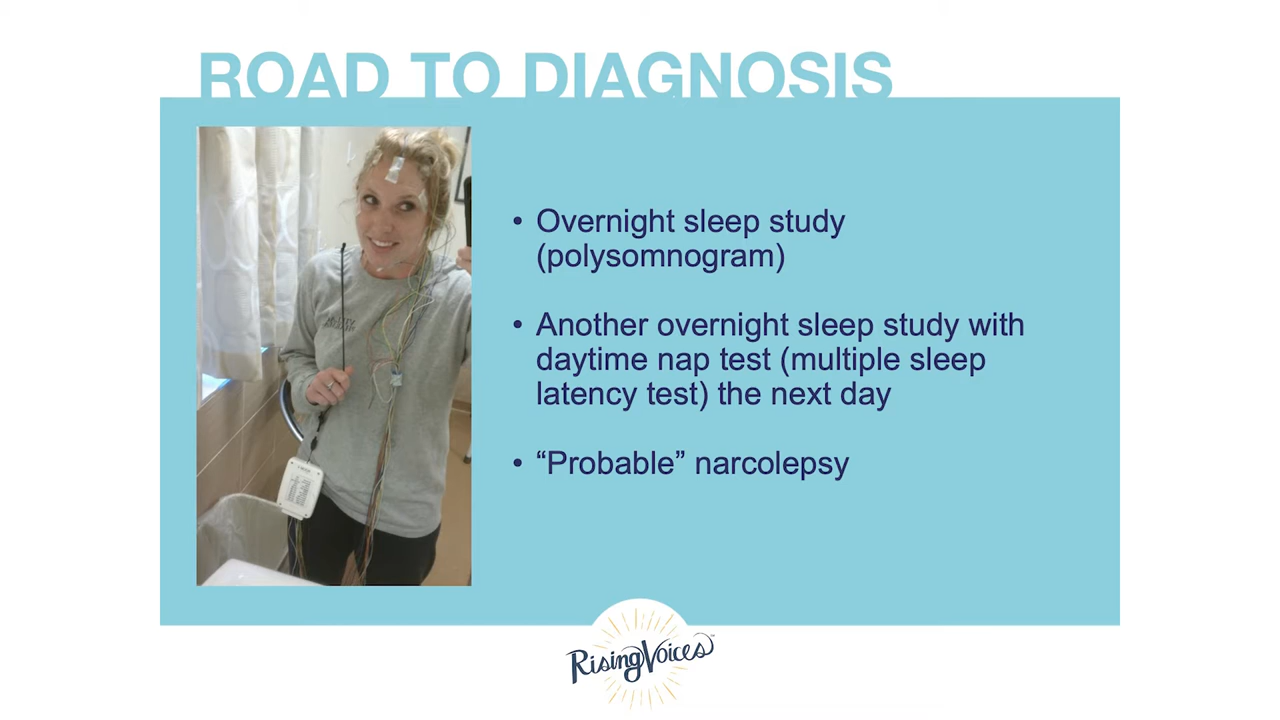 ROAD TO DIAGNOSIS
• Overnight sleep study
(polysomnogram)
• Another overnight sleep study with
daytime nap test (multiple sleep
latency test) the next day
• “Probable” narcolepsy
RisingVoices™